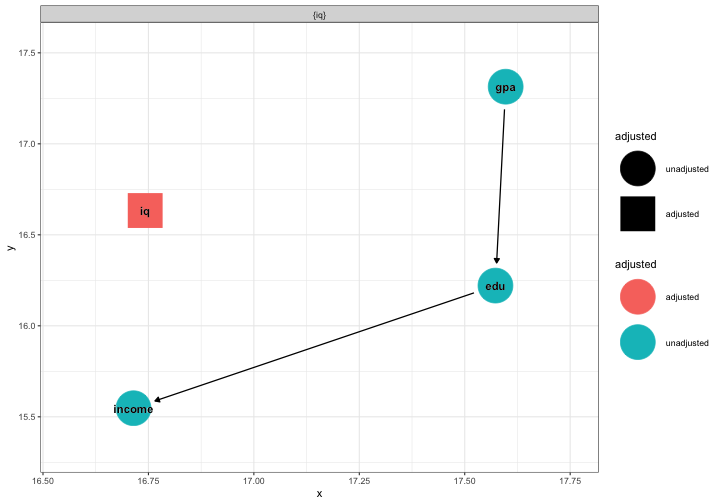 {iq}
17.5
17.0
16.5
16.0
15.5
y
gpa
iq
edu
income
16.50
16.75
17.00
17.25
17.50
17.75
x
adjusted
unadjusted
adjusted
adjusted
adjusted
unadjusted